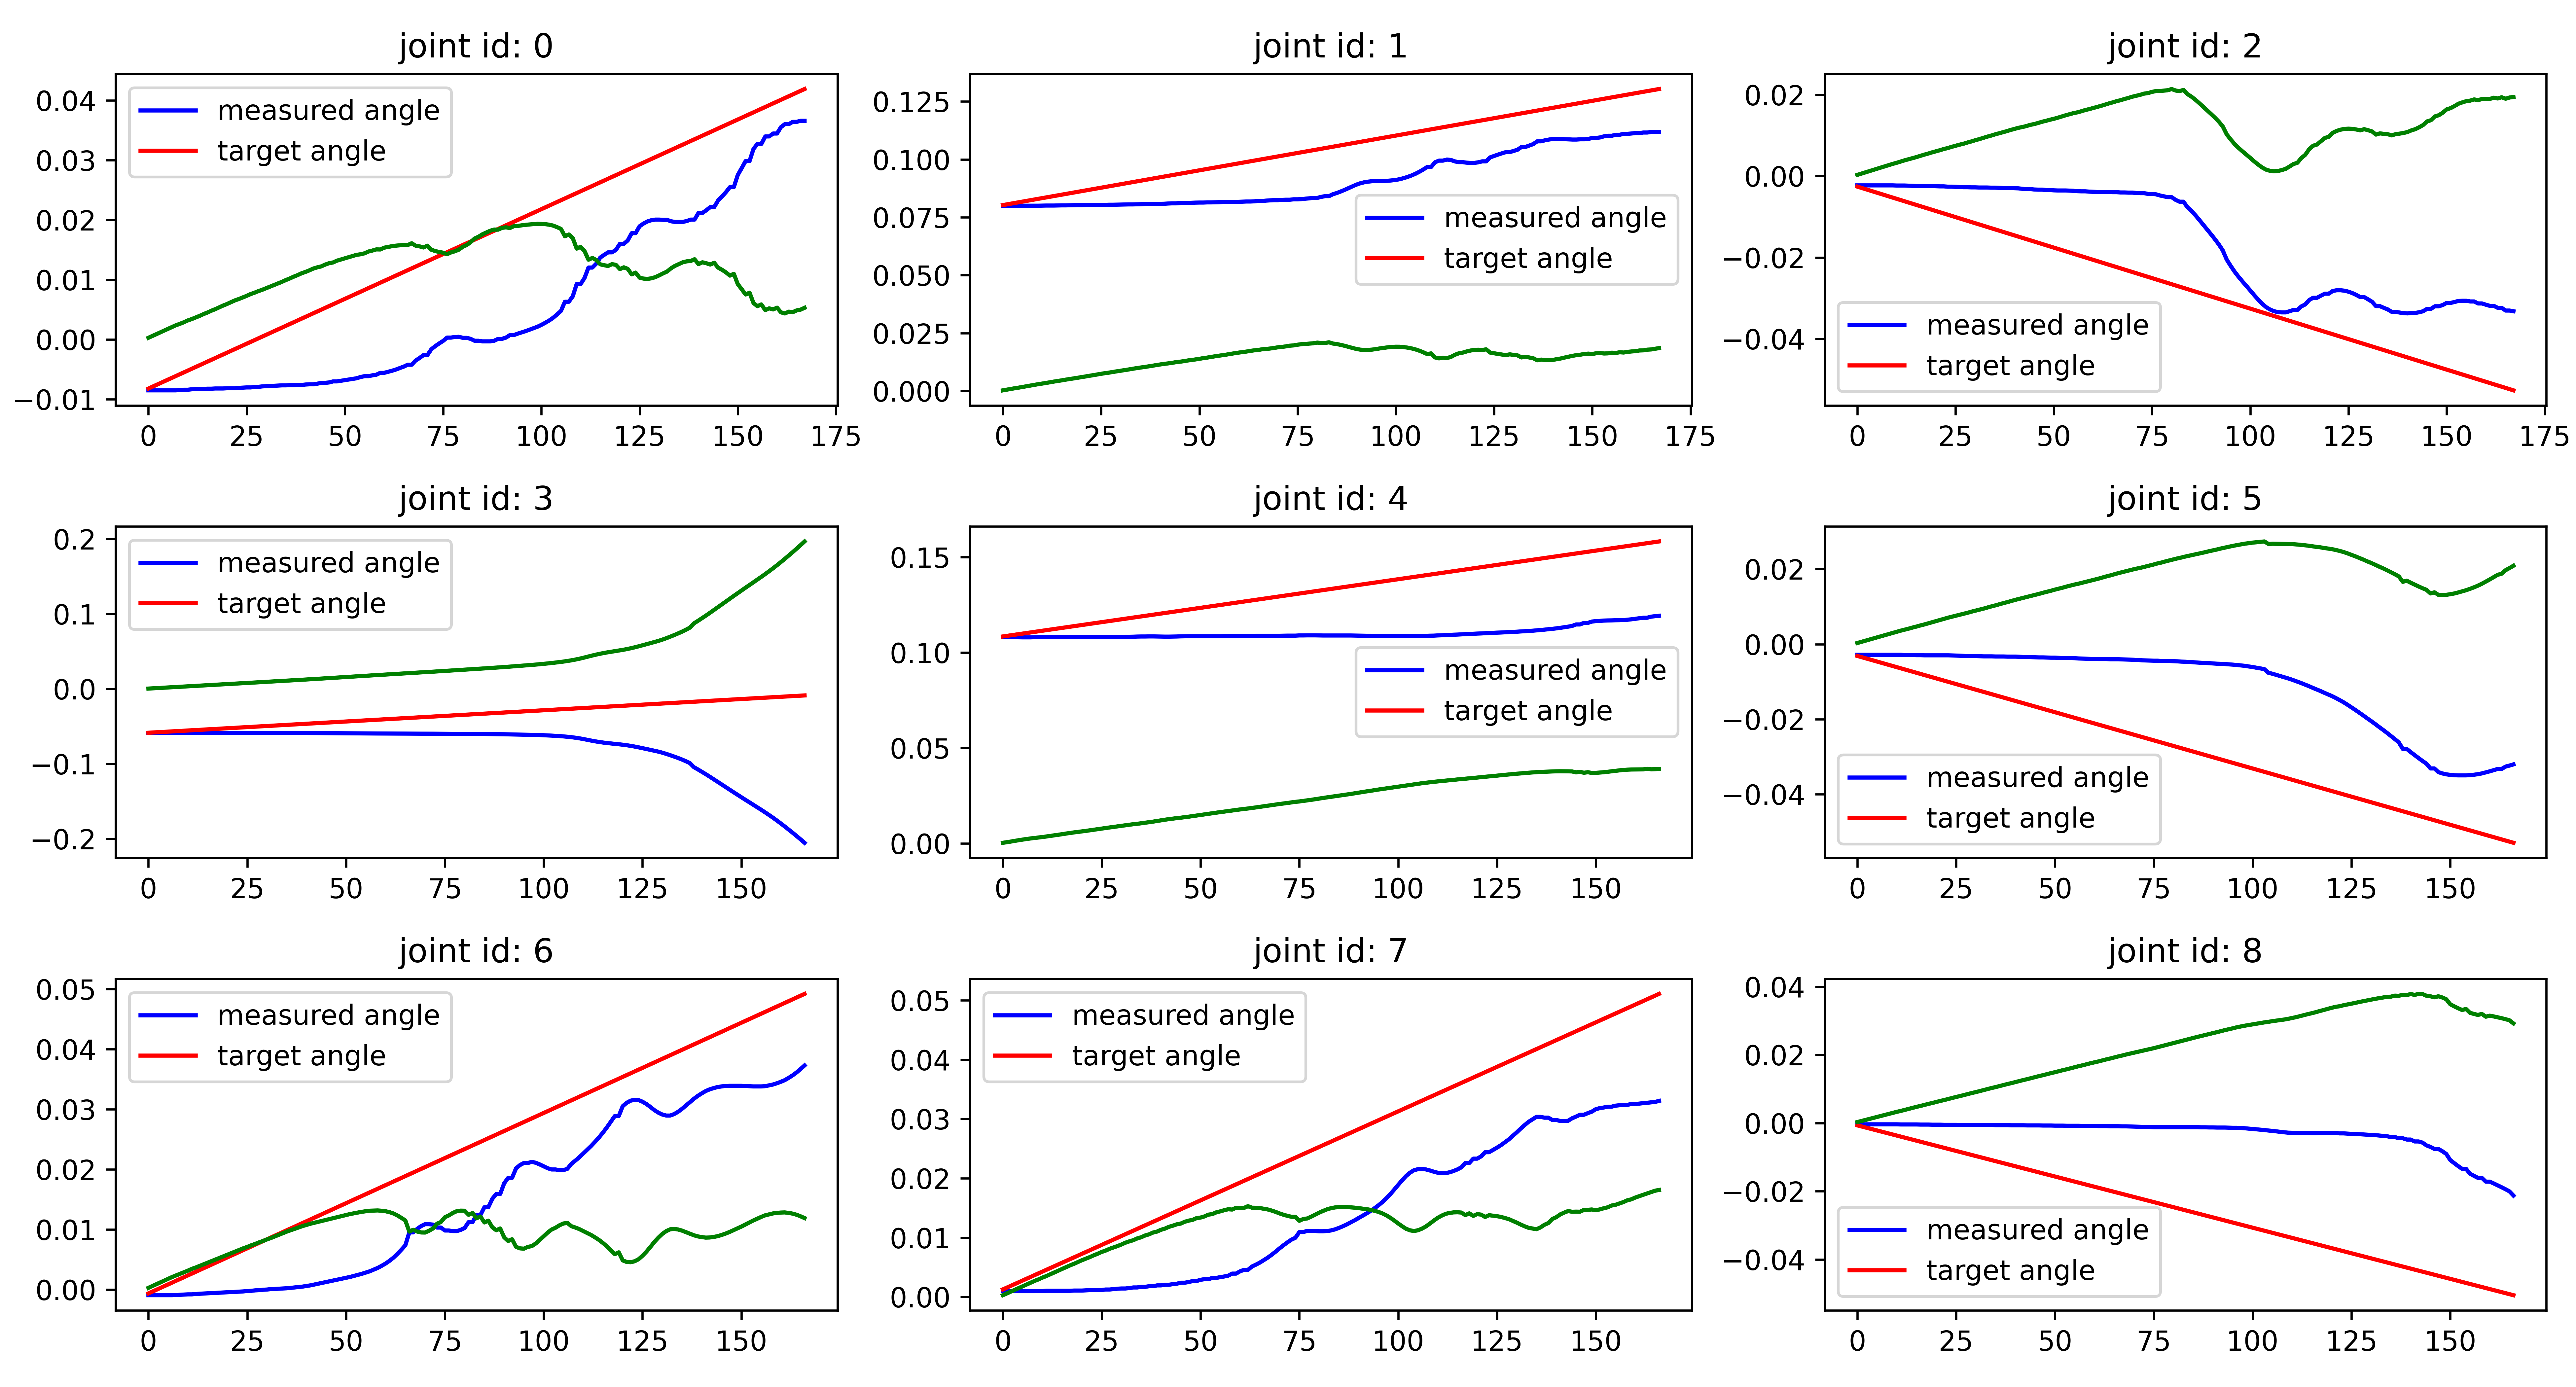 joint id: 0
0.04
0.03
0.02
0.01
0.00
−0.01
measured angle
target angle
0 25 50 75 100 125 150 175
joint id: 1
0.125
0.100
0.075
0.050
0.025
0.000
measured angle
target angle
0 25 50 75 100 125 150 175
joint id: 2
0.02
0.00
−0.02
−0.04
measured angle
target angle
0 25 50 75 100 125 150 175
joint id: 3
0.2
0.1
0.0
−0.1
−0.2
measured angle
target angle
0 25 50 75 100 125 150
joint id: 4
0.15
0.10
0.05
0.00
measured angle
target angle
0 25 50 75 100 125 150
joint id: 5
0.02
0.00
−0.02
−0.04
measured angle
target angle
0 25 50 75 100 125 150
joint id: 6
0.05
0.04
0.03
0.02
0.01
0.00
measured angle
target angle
0 25 50 75 100 125 150
joint id: 7
0.05
0.04
0.03
0.02
0.01
0.00
measured angle
target angle
0 25 50 75 100 125 150
joint id: 8
0.04
0.02
0.00
−0.02
−0.04
measured angle
target angle
0 25 50 75 100 125 150